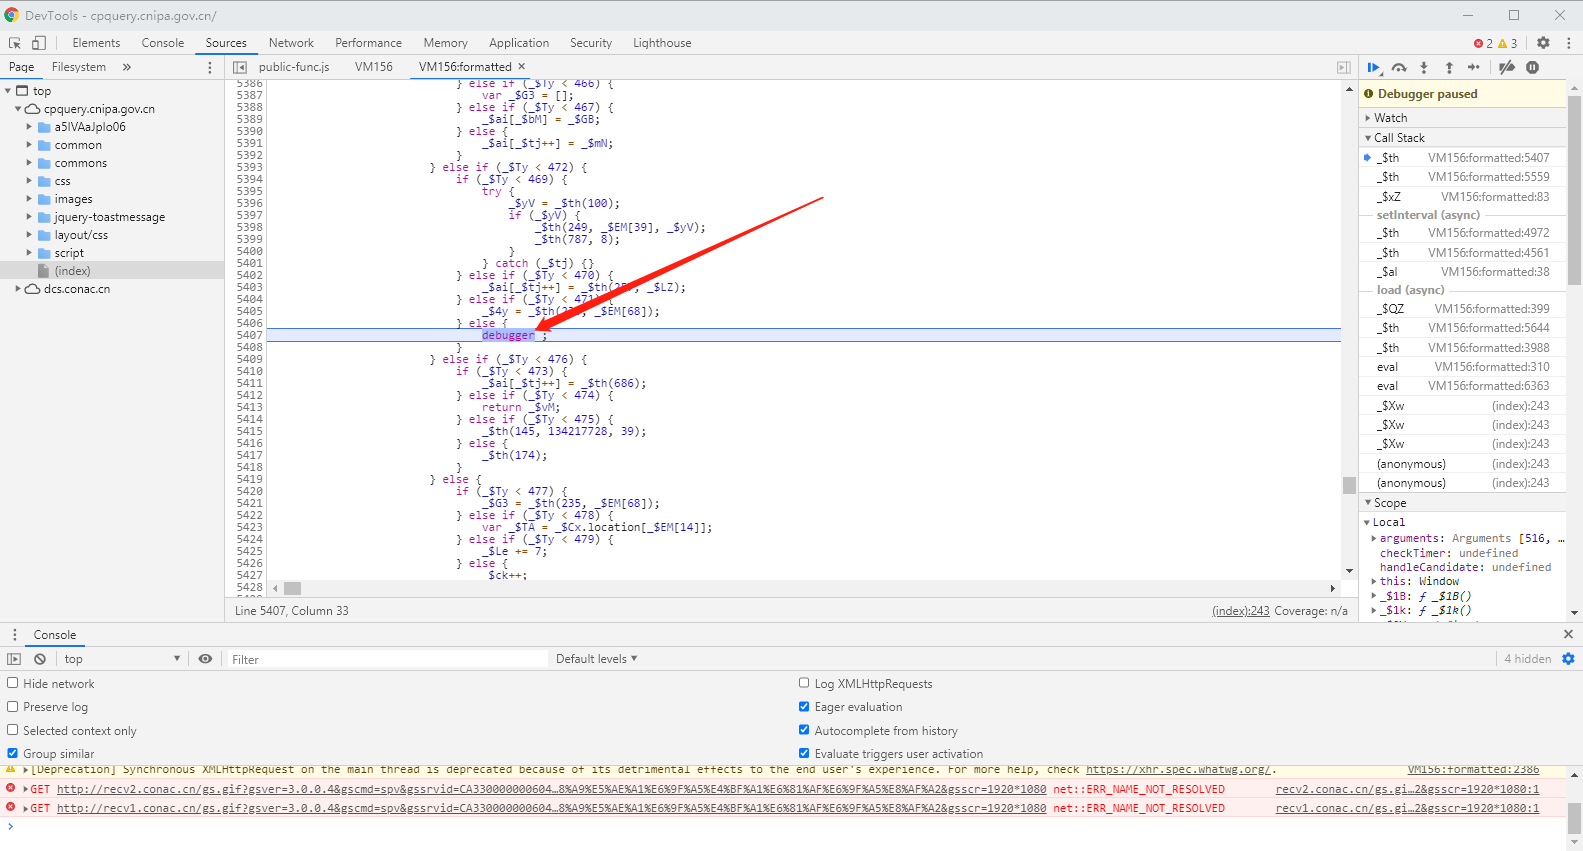 DevTools - cpquery.cnipa.gov.cn/
Elements Console Sources Network Performance Memory Application Security Lighthouse 2 3
Page Filesystem » public-func.js VM156 VM156:formatted ×
top
cpquery.cnipa.gov.cn
a5IVAaJpIo06
common
commons
css
images
jquery-toastmessage
layout/css
script
(index)
dcs.conac.cn
5386 } else if (_$Ty < 466) {
5387 var _$G3 = [];
5388 } else if (_$Ty < 467) {
5389 _$ai[_$bM] = _$GB;
5390 } else {
5391 _$ai[_$tj++] = _$mN;
5392 }
5393 } else if (_$Ty < 472) {
5394 if (_$Ty < 469) {
5395 try {
5396 _$yV = _$th(100);
5397 if (_$yV) {
5398 _$th(249, _$EM[39], _$yV);
5399 _$th(787, 8);
5400 }
5401 } catch (_$tj) {}
5402 } else if (_$Ty < 470) {
5403 _$ai[_$tj++] = _$th(2 , _$LZ);
5404 } else if (_$Ty < 471) {
5405 _$4y = _$th(2 , _$EM[68]);
5406 } else {
5407 debugger ;
5408 }
5409 } else if (_$Ty < 476) {
5410 if (_$Ty < 473) {
5411 _$ai[_$tj++] = _$th(686);
5412 } else if (_$Ty < 474) {
5413 return _$vM;
5414 } else if (_$Ty < 475) {
5415 _$th(145, 134217728, 39);
5416 } else {
5417 _$th(174);
5418 }
5419 } else {
5420 if (_$Ty < 477) {
5421 _$G3 = _$th(235, _$EM[68]);
5422 } else if (_$Ty < 478) {
5423 var _$TA = _$Cx.location[_$EM[14]];
5424 } else if (_$Ty < 479) {
5425 _$Le += 7;
5426 } else {
5427 _$ck++;
5428
Line 5407, Column 33 (index):243 Coverage: n/a
Debugger paused
Watch
Call Stack
_$th VM156:formatted:5407
_$th VM156:formatted:5559
_$xZ VM156:formatted:83
setInterval (async)
_$th VM156:formatted:4972
_$th VM156:formatted:4561
_$al VM156:formatted:38
load (async)
_$QZ VM156:formatted:399
_$th VM156:formatted:5644
_$th VM156:formatted:3988
eval VM156:formatted:310
eval VM156:formatted:6363
_$Xw (index):243
_$Xw (index):243
_$Xw (index):243
(anonymous) (index):243
(anonymous) (index):243
Scope
Local
arguments: Arguments [516, …
checkTimer: undefined
handleCandidate: undefined
this: Window
_$1B: ƒ _$1B()
_$1k: ƒ _$1k()
Console
top Filter Default levels 4 hidden
Hide network Log XMLHttpRequests
Preserve log Eager evaluation
Selected context only Autocomplete from history
Group similar Evaluate triggers user activation
[Deprecation] Synchronous XMLHttpRequest on the main thread is deprecated because of its detrimental effects to the end user's experience. For more help, check https://xhr.spec.whatwg.org/. VM156:formatted:2386
GET http://recv2.conac.cn/gs.gif?gsver=3.0.0.4&gscmd=spv&gssrvid=CA330000000604…8%A9%E5%AE%A1%E6%9F%A5%E4%BF%A1%E6%81%AF%E6%9F%A5%E8%AF%A2&gsscr=1920*1080 net::ERR_NAME_NOT_RESOLVED recv2.conac.cn/gs.gi…2&gsscr=1920*1080:1
GET http://recv1.conac.cn/gs.gif?gsver=3.0.0.4&gscmd=spv&gssrvid=CA330000000604…8%A9%E5%AE%A1%E6%9F%A5%E4%BF%A1%E6%81%AF%E6%9F%A5%E8%AF%A2&gsscr=1920*1080 net::ERR_NAME_NOT_RESOLVED recv1.conac.cn/gs.gi…2&gsscr=1920*1080:1